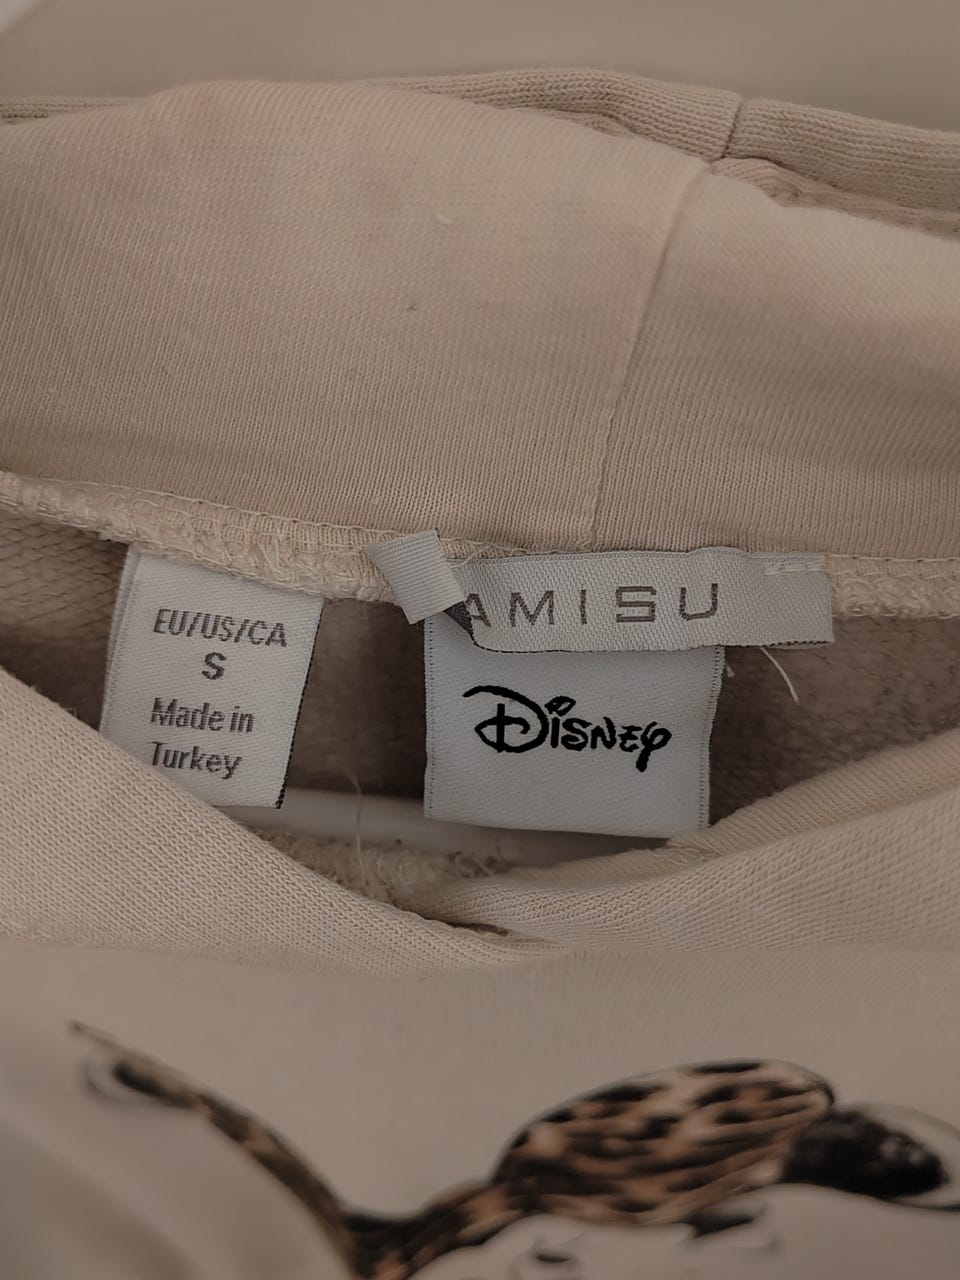 EU/US/CA
S
Made in
Turkey
AMISU
Disney